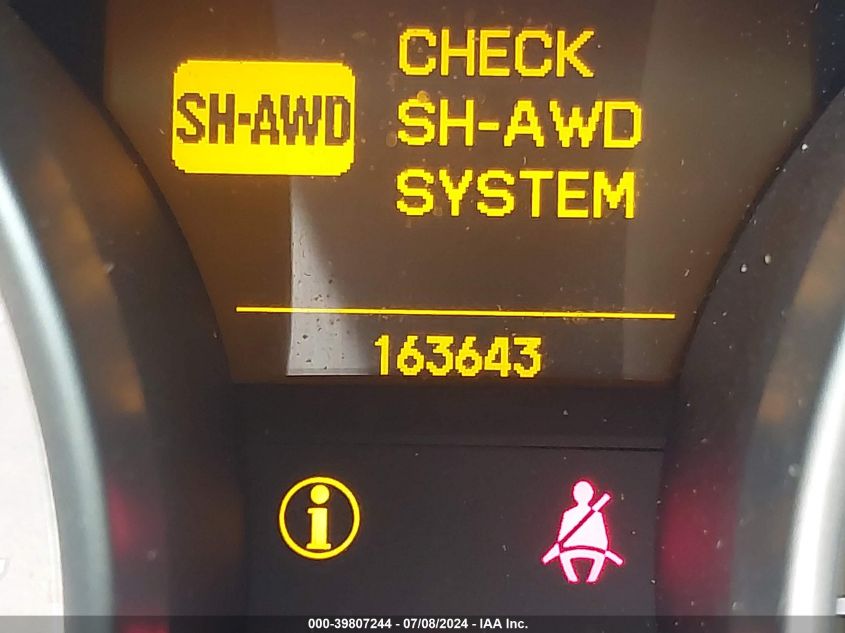 SH-AWD
CHECK
SH-AWD
SYSTEM
163643
i
000-39807244 - 07/08/2024 - IAA Inc.